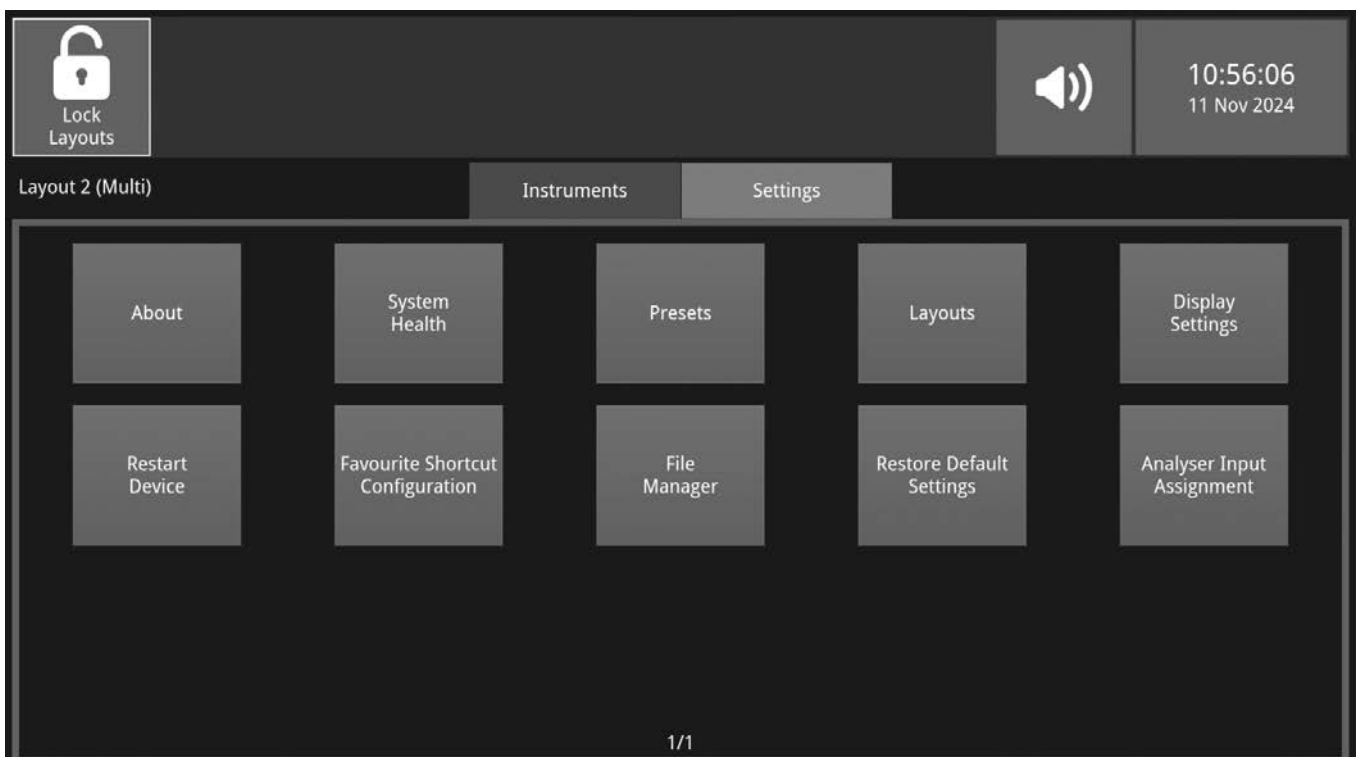 Lock
Layouts
10:56:06
11 Nov 2024
Layout 2 (Multi)
Instruments
Settings
About
System
Health
Presets
Layouts
Display
Settings
Restart
Device
Favourite Shortcut
Configuration
File
Manager
Restore Default
Settings
Analyser Input
Assignment
1/1